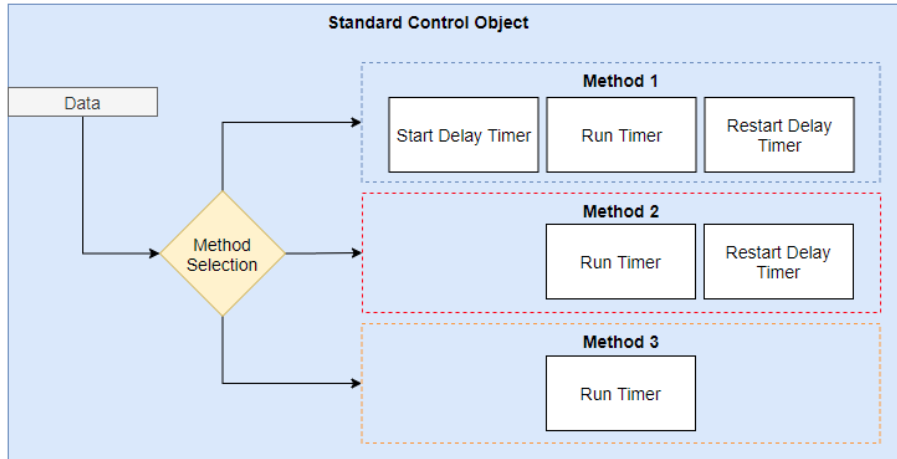 Standard Control Object
Data
Method
Selection
Method 1
Start Delay Timer
Run Timer
Restart Delay
Timer
Method 2
Run Timer
Restart Delay
Timer
Method 3
Run Timer